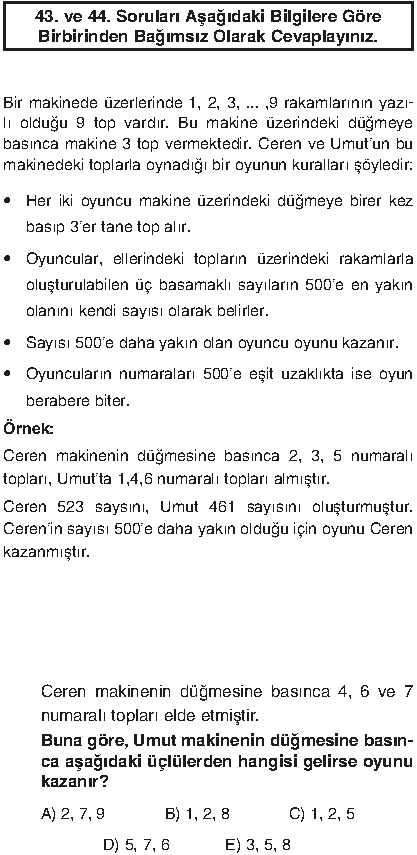 43. ve 44. Soruları Aşağıdaki Bilgilere Göre
Birbirinden Bağımsız Olarak Cevaplayınız.
Bir makinede üzerlerinde 1, 2, 3, ... ,9 rakamlarının yazı-
lı olduğu 9 top vardır. Bu makine üzerindeki düğmeye
basınca makine 3 top vermektedir. Ceren ve Umut'un bu
makinedeki toplarla oynadığı bir oyunun kuralları şöyledir:
• Her iki oyuncu makine üzerindeki düğmeye birer kez
basıp 3'er tane top alır.
• Oyuncular, ellerindeki topların üzerindeki rakamlarla
oluşturulabilen üç basamaklı sayıların 500'e en yakın
olanını kendi sayısı olarak belirler.
• Sayısı 500'e daha yakın olan oyuncu oyunu kazanır.
• Oyuncuların numaraları 500'e eşit uzaklıkta ise oyun
berabere biter.
Örnek:
Ceren makinenin düğmesine basınca 2, 3, 5 numaralı
topları, Umut'ta 1,4,6 numaralı topları almıştır.
Ceren 523 saysını, Umut 461 sayısını oluşturmuştur.
Ceren'in sayısı 500'e daha yakın olduğu için oyunu Ceren
kazanmıştır.
Ceren makinenin düğmesine basınca 4, 6 ve 7
numaralı topları elde etmiştir.
Buna göre, Umut makinenin düğmesine basın-
ca aşağıdaki üçlülerden hangisi gelirse oyunu
kazanır?
A) 2, 7, 9 B) 1, 2, 8 C) 1, 2, 5
D) 5, 7, 6 E) 3, 5, 8